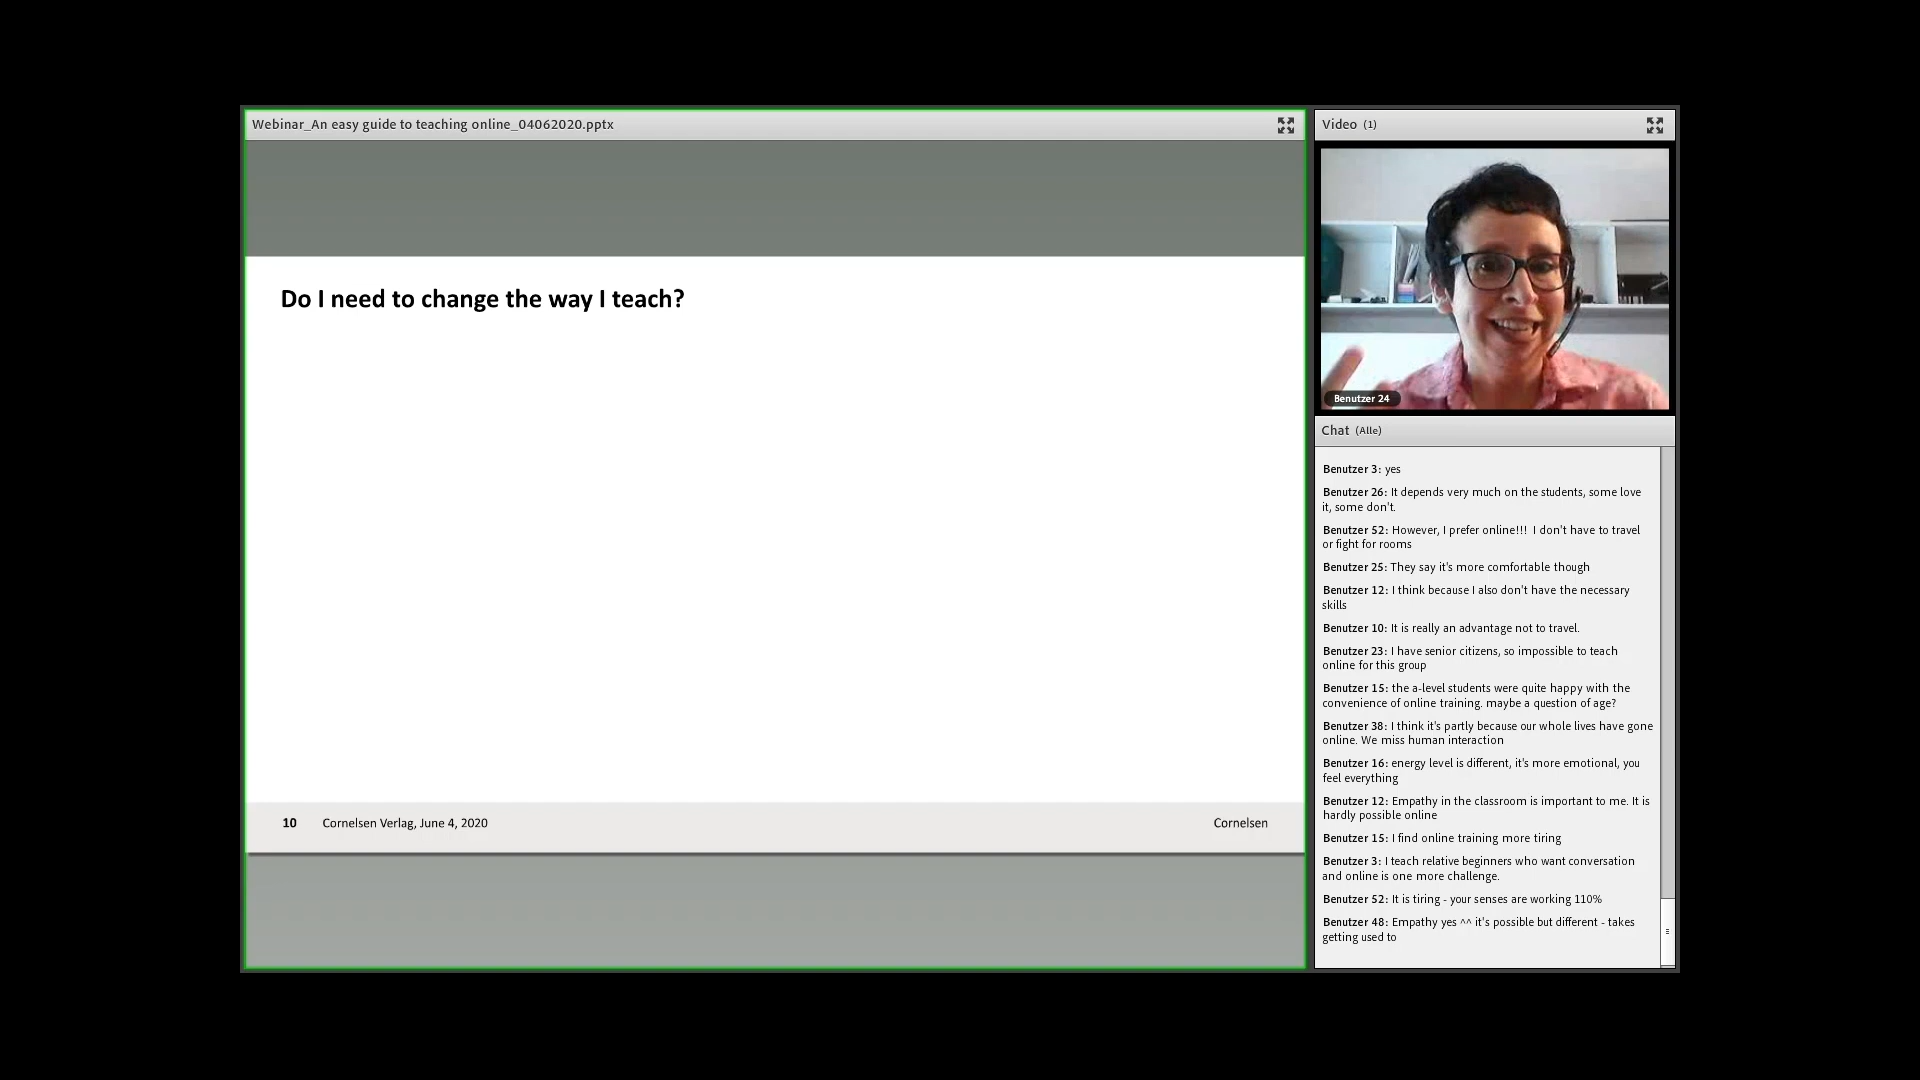 Webinar_An easy guide to teaching online_04062020.pptx
Do I need to change the way I teach?
10 Cornelsen Verlag, June 4, 2020 Cornelsen
Video (1)
Benutzer 24
Chat (Alle)
Benutzer 3: yes
Benutzer 26: It depends very much on the students, some love
it, some don't.
Benutzer 52: However, I prefer online!!! I don't have to travel
or fight for rooms
Benutzer 25: They say it's more comfortable though
Benutzer 12: I think because I also don't have the necessary
skills
Benutzer 10: It is really an advantage not to travel.
Benutzer 23: I have senior citizens, so impossible to teach
online for this group
Benutzer 15: the a-level students were quite happy with the
convenience of online training. maybe a question of age?
Benutzer 38: I think it's partly because our whole lives have gone
online. We miss human interaction
Benutzer 16: energy level is different, it's more emotional, you
feel everything
Benutzer 12: Empathy in the classroom is important to me. It is
hardly possible online
Benutzer 15: I find online training more tiring
Benutzer 3: I teach relative beginners who want conversation
and online is one more challenge.
Benutzer 52: It is tiring - your senses are working 110%
Benutzer 48: Empathy yes ^^ it's possible but different - takes
getting used to